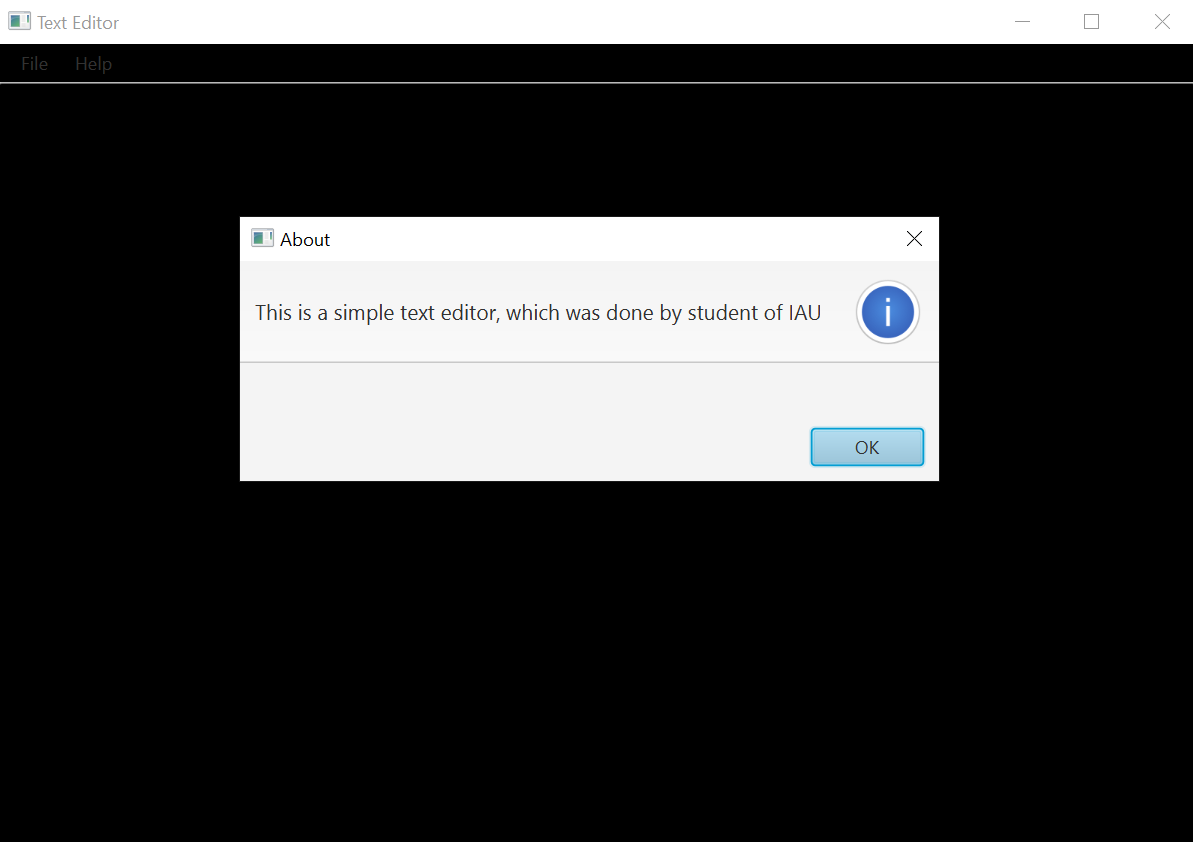 Text Editor
File Help
About
This is a simple text editor, which was done by student of IAU
i
OK